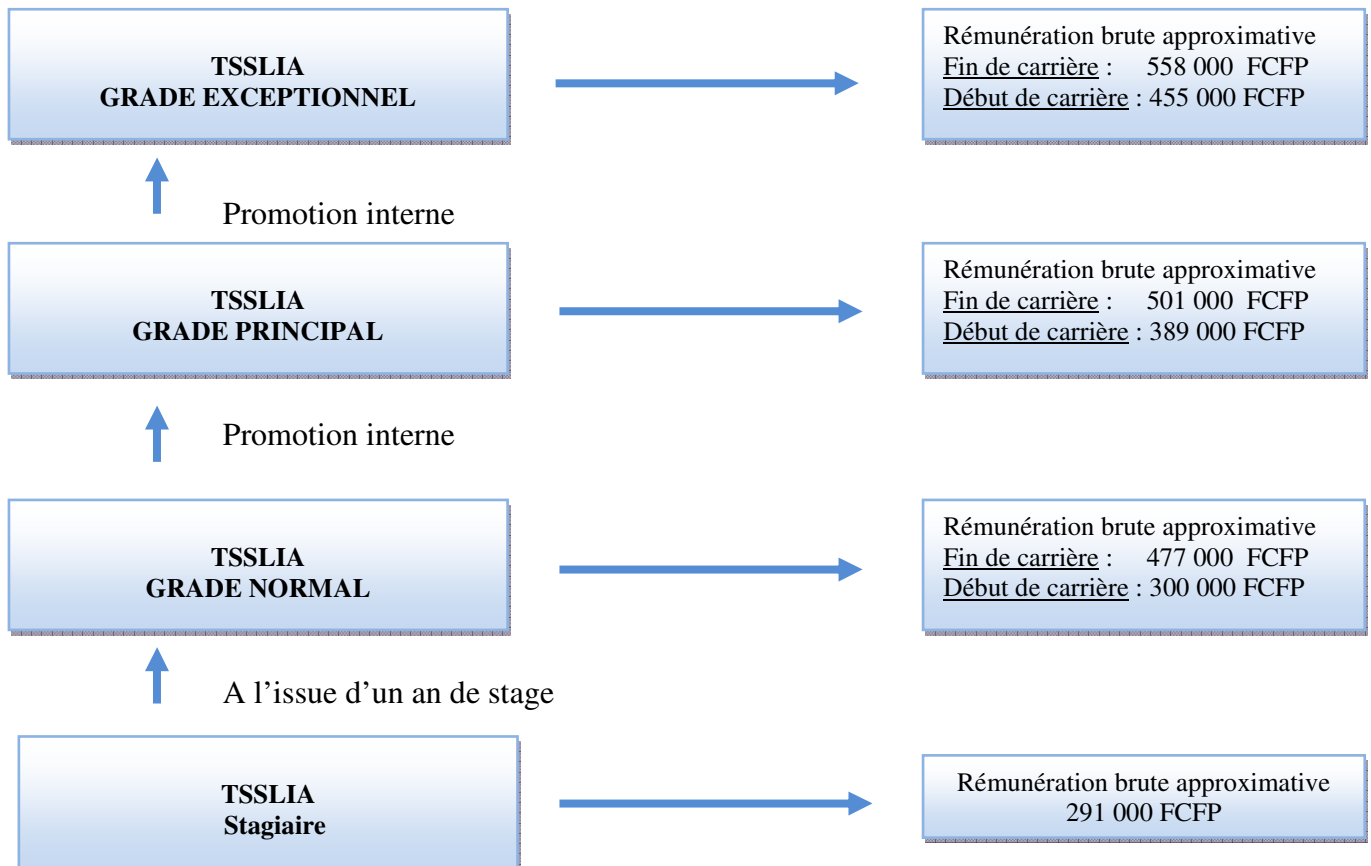 TSSLIA
GRADE EXCEPTIONNEL
Rémunération brute approximative
Fin de carrière : 558 000 FCFP
Début de carrière : 455 000 FCFP
Promotion interne
TSSLIA
GRADE PRINCIPAL
Rémunération brute approximative
Fin de carrière : 501 000 FCFP
Début de carrière : 389 000 FCFP
Promotion interne
TSSLIA
GRADE NORMAL
Rémunération brute approximative
Fin de carrière : 477 000 FCFP
Début de carrière : 300 000 FCFP
A l’issue d’un an de stage
TSSLIA
Stagiaire
Rémunération brute approximative
291 000 FCFP